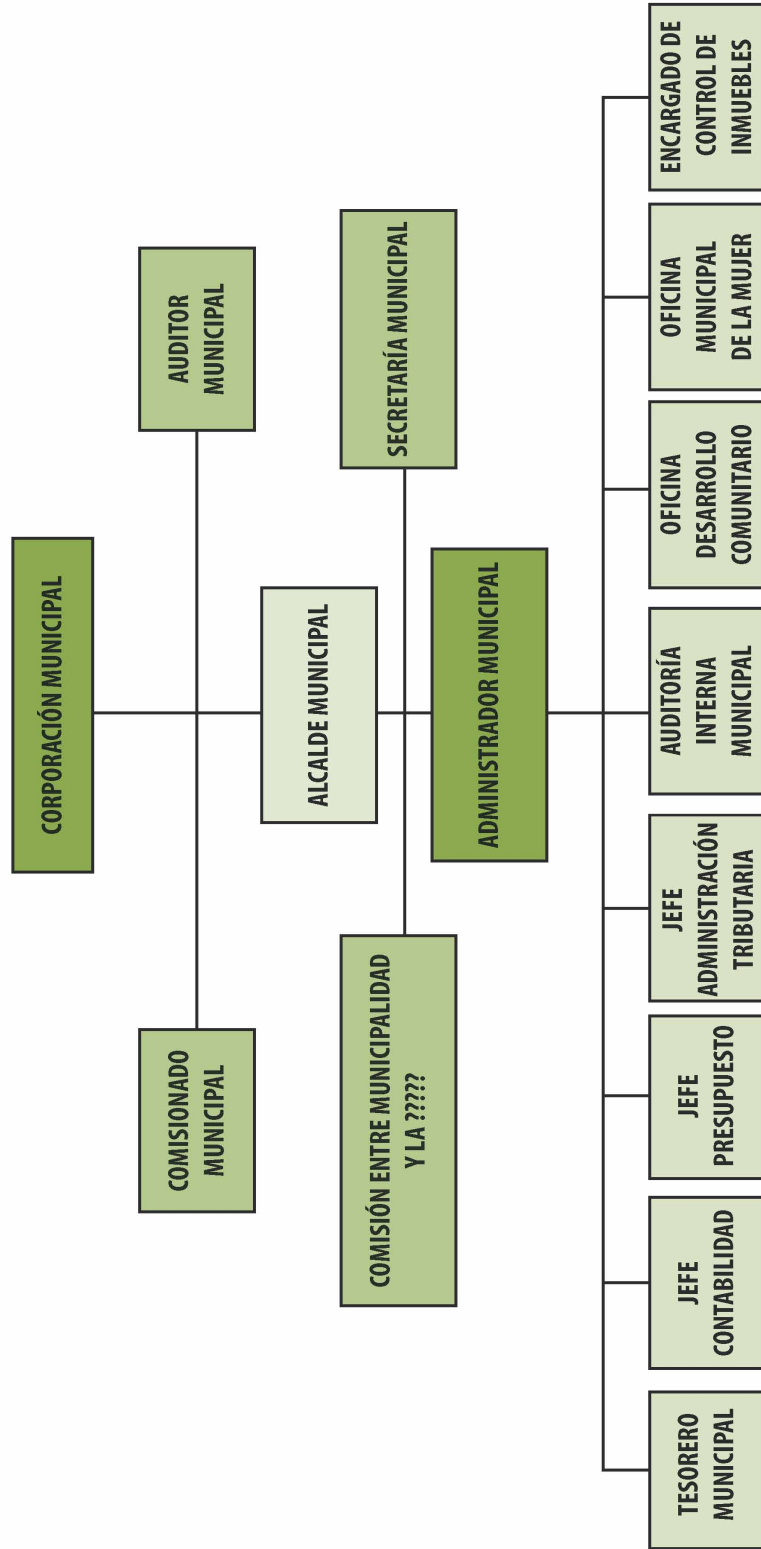 CORPORACIÓN MUNICIPAL
COMISIONADO
MUNICIPAL
AUDITOR
MUNICIPAL
ALCALDE MUNICIPAL
COMISIÓN ENTRE MUNICIPALIDAD
Y LA ?????
SECRETARÍA MUNICIPAL
ADMINISTRADOR MUNICIPAL
TESORERO
MUNICIPAL
JEFE
CONTABILIDAD
JEFE
PRESUPUESTO
JEFE
ADMINISTRACIÓN
TRIBUTARIA
AUDITORÍA
INTERNA
MUNICIPAL
OFICINA
DESARROLLO
COMUNITARIO
OFICINA
MUNICIPAL
DE LA MUJER
ENCARGADO DE
CONTROL DE
INMUEBLES